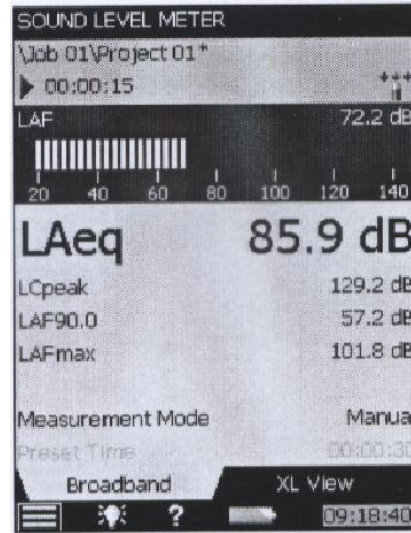 SOUND LEVEL METER
\Job 01\Project 01*
00:00:15
LAF 72.2 dB
20 40 60 80 100 120 140
LAeq 85.9 dB
LCpeak 129.2 dB
LAF90.0 57.2 dB
LAFmax 101.8 dB
Measurement Mode Manua
Preset Time 00:00:30
Broadband XL View
? 09:18:40